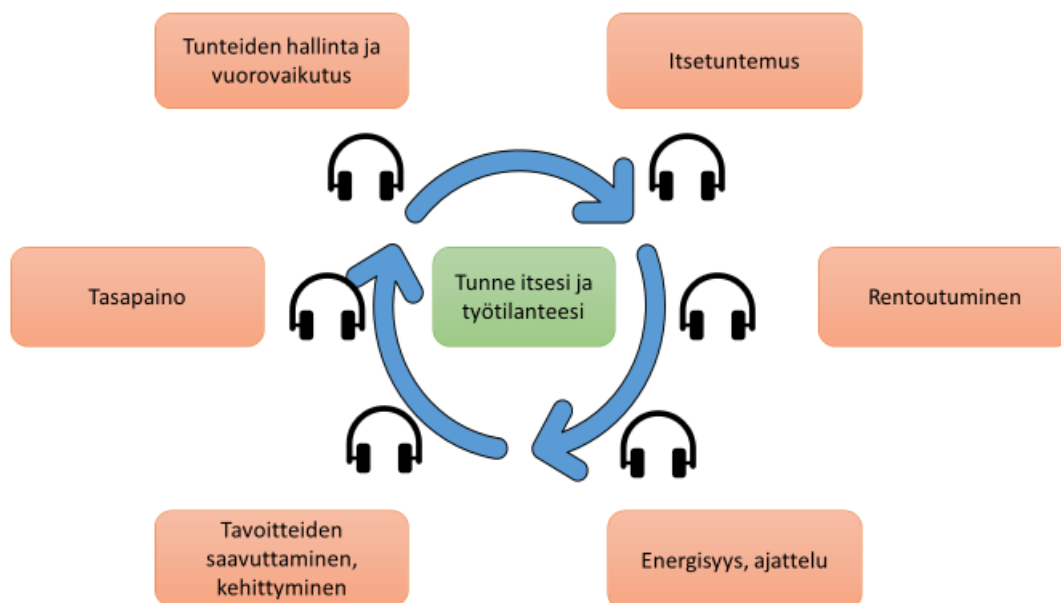 Tunteiden hallinta ja
vuorovaikutus
Itsetuntemus
Tasapaino
Tunne itsesi ja
työtilanteesi
Rentoutuminen
Tavoitteiden
saavuttaminen,
kehittyminen
Energisyys, ajattelu